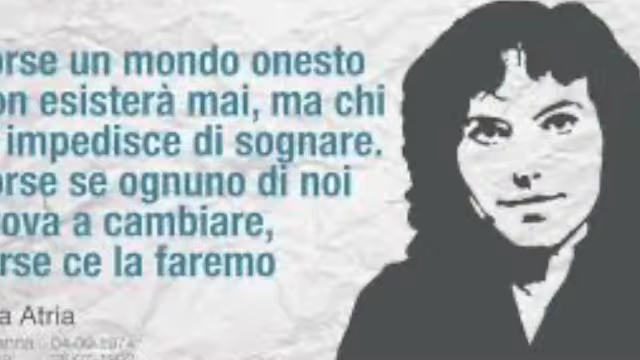 orse un mondo onesto
on esisterà mai, ma chi
impedisce di sognare.
orse se ognuno di noi
ova a cambiare,
rse ce la faremo
a Atria